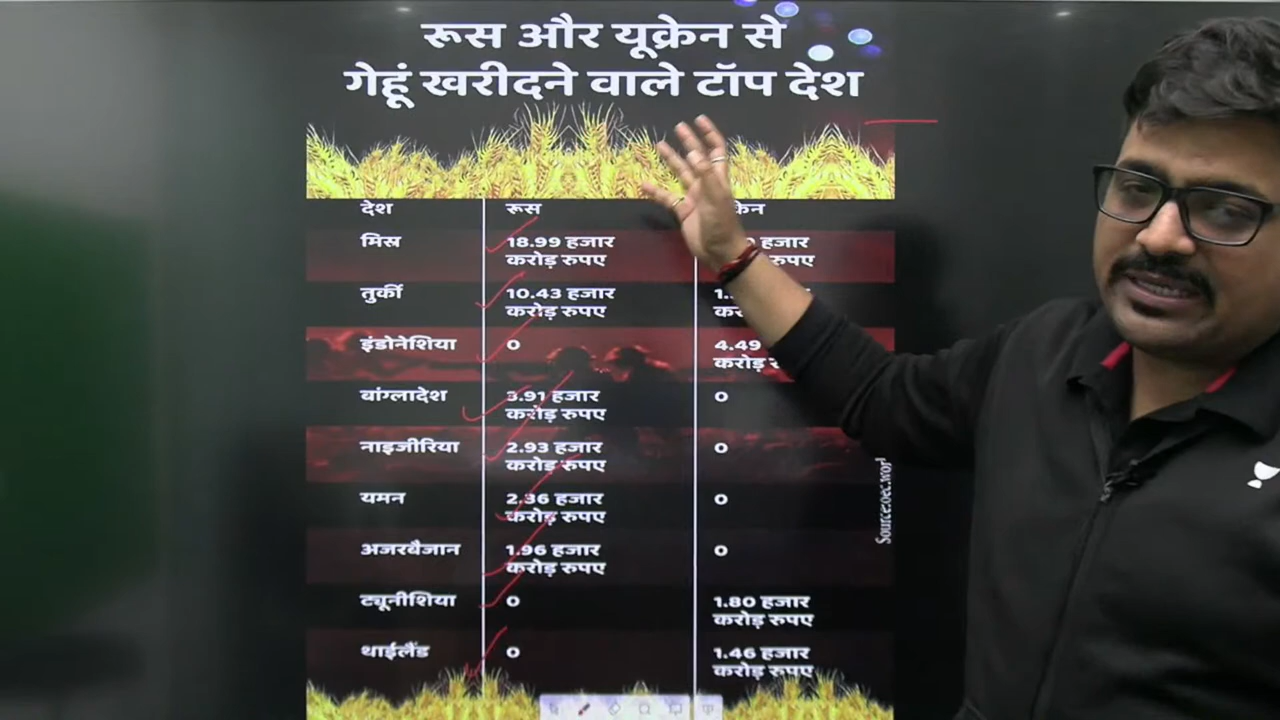 रूस और यूक्रेन से
गेहूं खरीदने वाले टॉप देश
देश रूस
मिस्र 18.99 हजार हजार
करोड़ रुपए रुपए
तुर्की 10.43 हजार
करोड़ रुपए
इंडोनेशिया 0 4.49
करोड़
बांग्लादेश 3.91 हजार 0
करोड़ रुपए
नाइजीरिया 2.93 हजार 0
करोड़ रुपए
यमन 2.36 हजार 0
करोड़ रुपए
अजरबैजान 1.96 हजार 0
करोड़ रुपए
ट्यूनीशिया 0 1.80 हजार
करोड़ रुपए
थाईलैंड 0 1.46 हजार
करोड़ रुपए